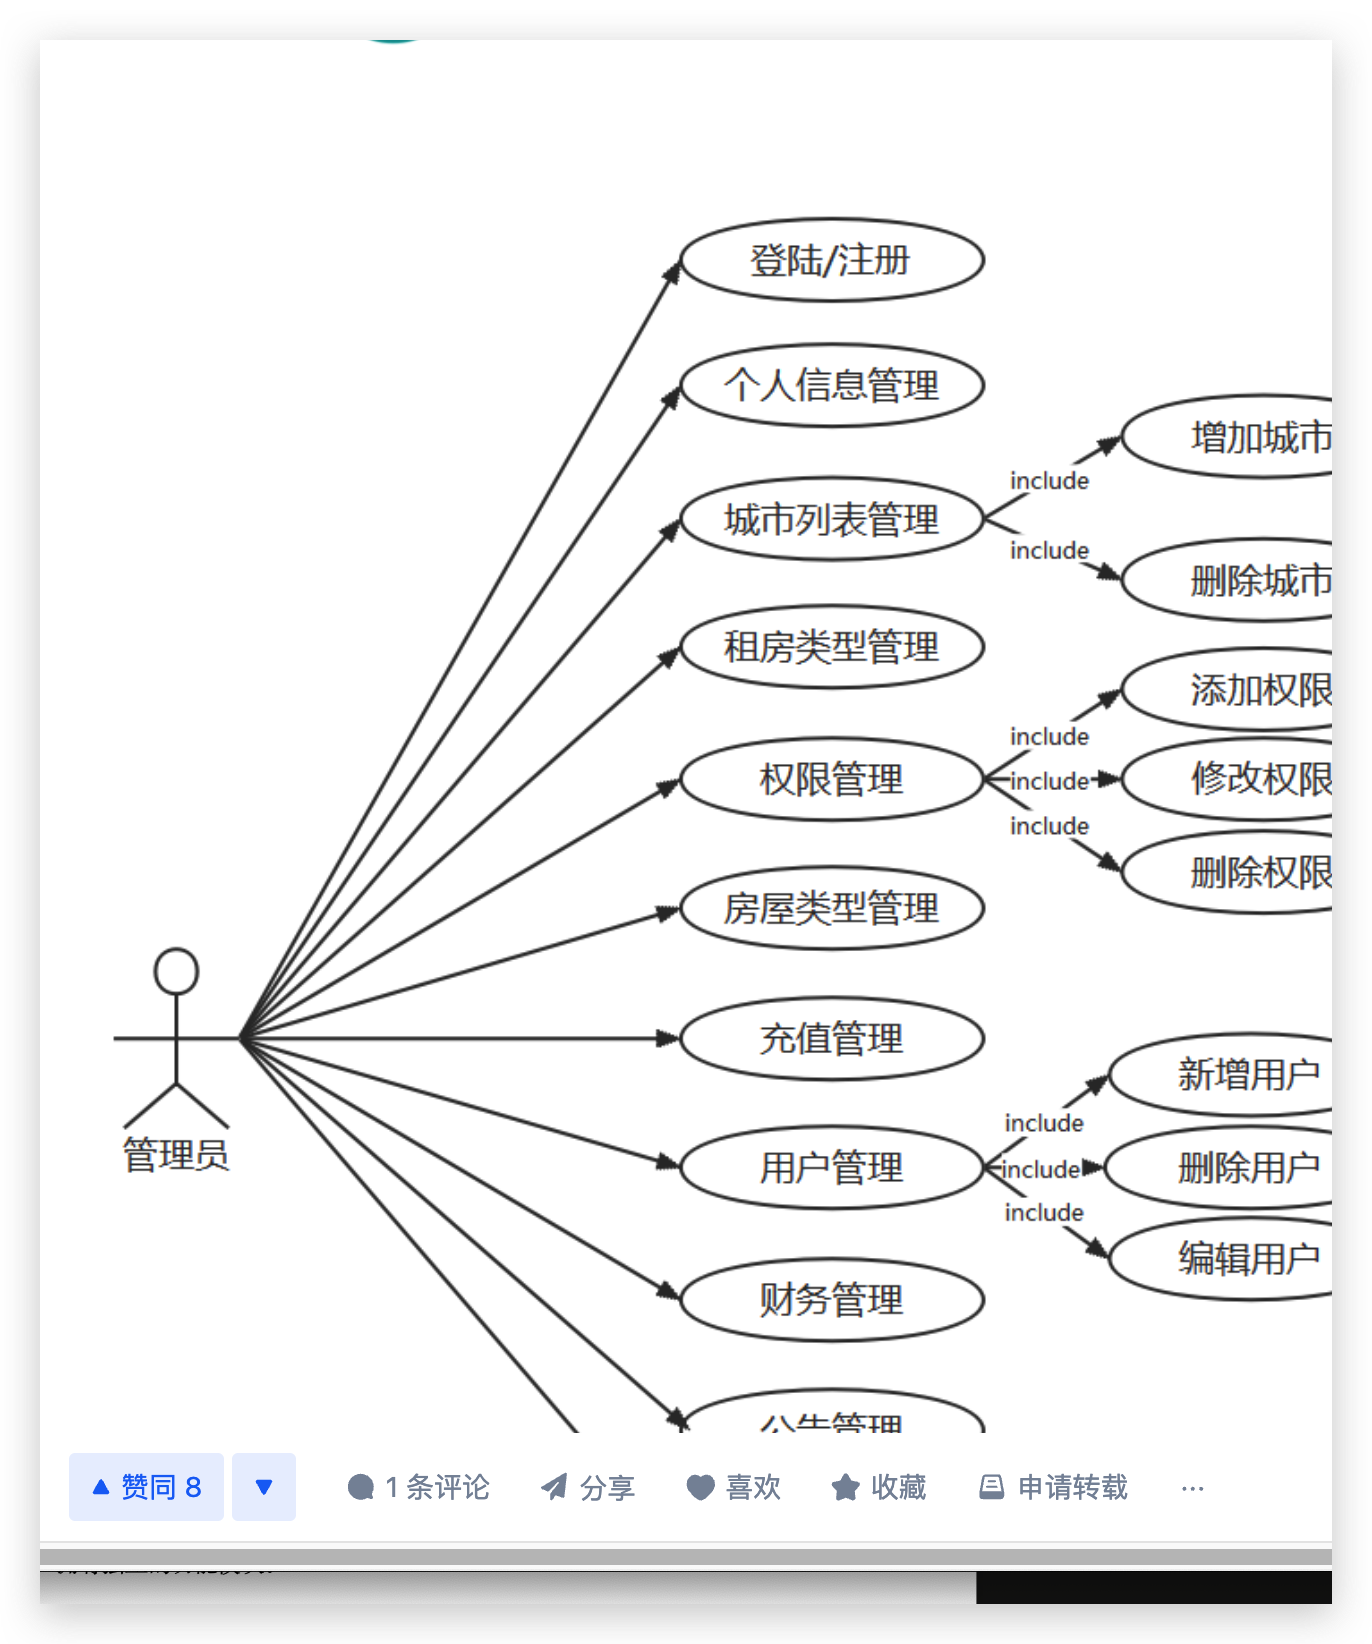 登陆/注册
个人信息管理
增加城市
include
城市列表管理
include
删除城市
租房类型管理
添加权限
include
权限管理
include
修改权限
include
删除权限
房屋类型管理
充值管理
新增用户
include
管理员
用户管理
include
删除用户
include
编辑用户
财务管理
公告管理
赞同 8
1 条评论
分享
喜欢
收藏
申请转载